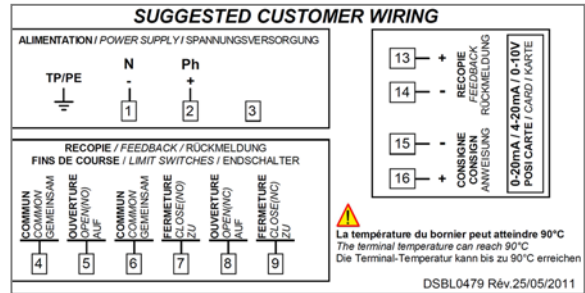 SUGGESTED CUSTOMER WIRING
ALIMENTATION / POWER SUPPLY / SPANNUNGSVERSORGUNG
TP/PE
N
-
Ph
+
1
2
3
RECOPIE / FEEDBACK / RÜCKMELDUNG
FINS DE COURSE / LIMIT SWITCHES / ENDSCHALTER
COMMUN
COMMON
GEMEINSAM
OUVERTURE
OPEN(NO)
AUF
COMMUN
COMMON
GEMEINSAM
FERMETURE
CLOSE(NO)
ZU
OUVERTURE
OPEN(NC)
AUF
FERMETURE
CLOSE(NC)
ZU
4
5
6
7
8
9
13 +
14 -
RECOPIE
FEEDBACK
RÜCKMELDUNG
15 -
16 +
CONSIGNE
CONSIGN
ANWEISUNG
0-20mA / 4-20mA / 0-10V
POSI CARTE / CARD / KARTE
La température du bornier peut atteindre 90°C
The terminal temperature can reach 90°C
Die Terminal-Temperatur kann bis zu 90°C erreichen
DSBL0479 Rév.25/05/2011